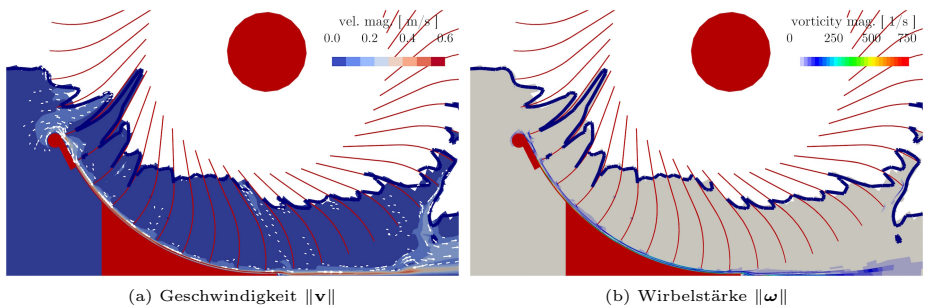 vel. mag. [ m/s ]
0.0 0.2 0.4 0.6
vorticity mag. [ 1/s ]
0 250 500 750
(a) Geschwindigkeit ‖v‖
(b) Wirbelstärke ‖ω‖